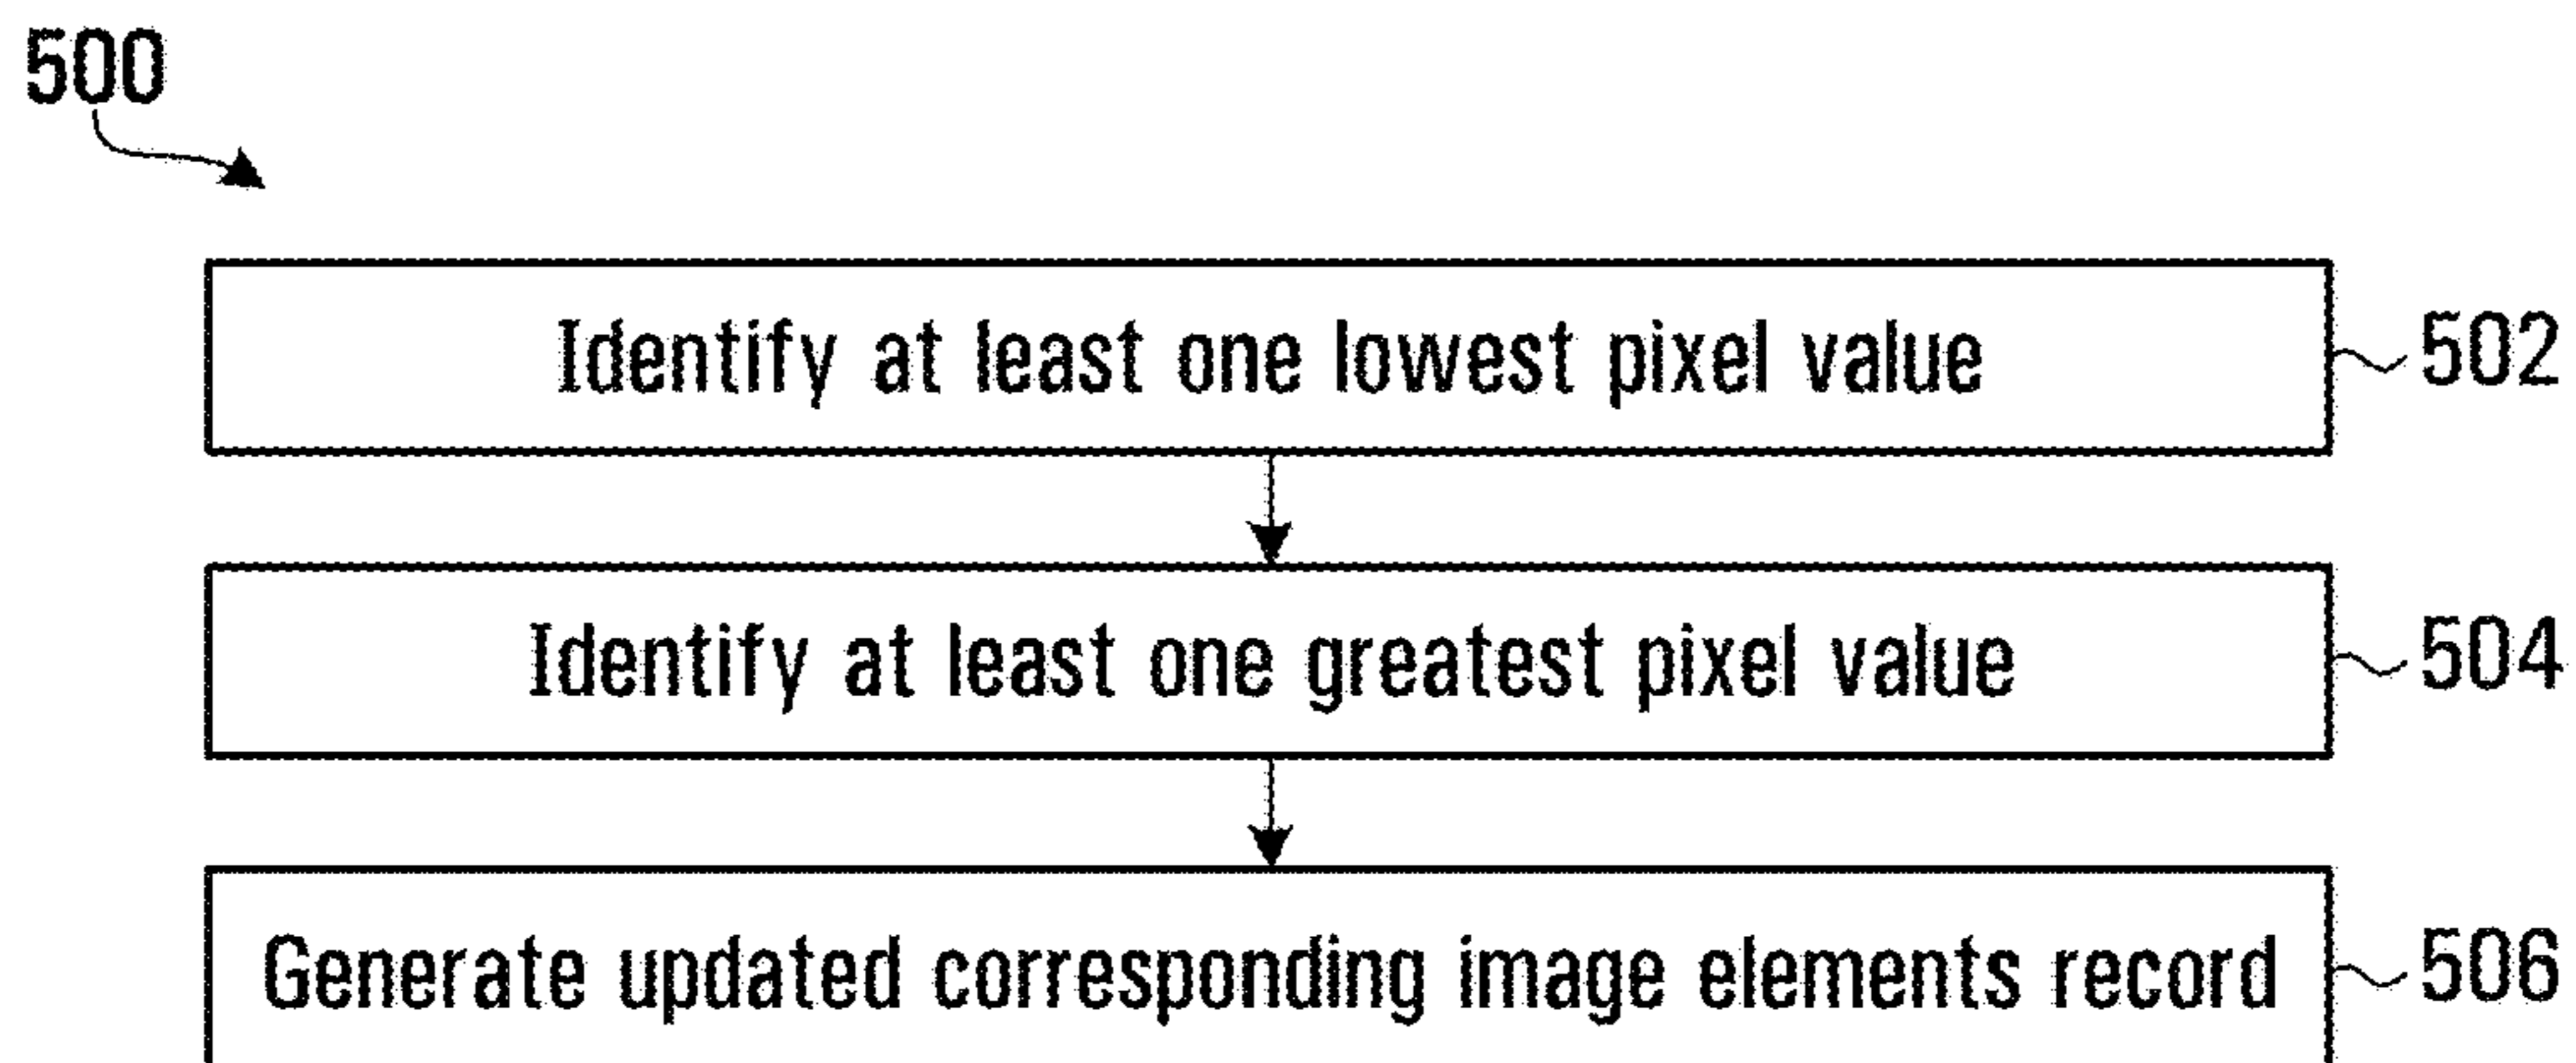 500
Identify at least one lowest pixel value
502
Identify at least one greatest pixel value
504
Generate updated corresponding image elements record
506